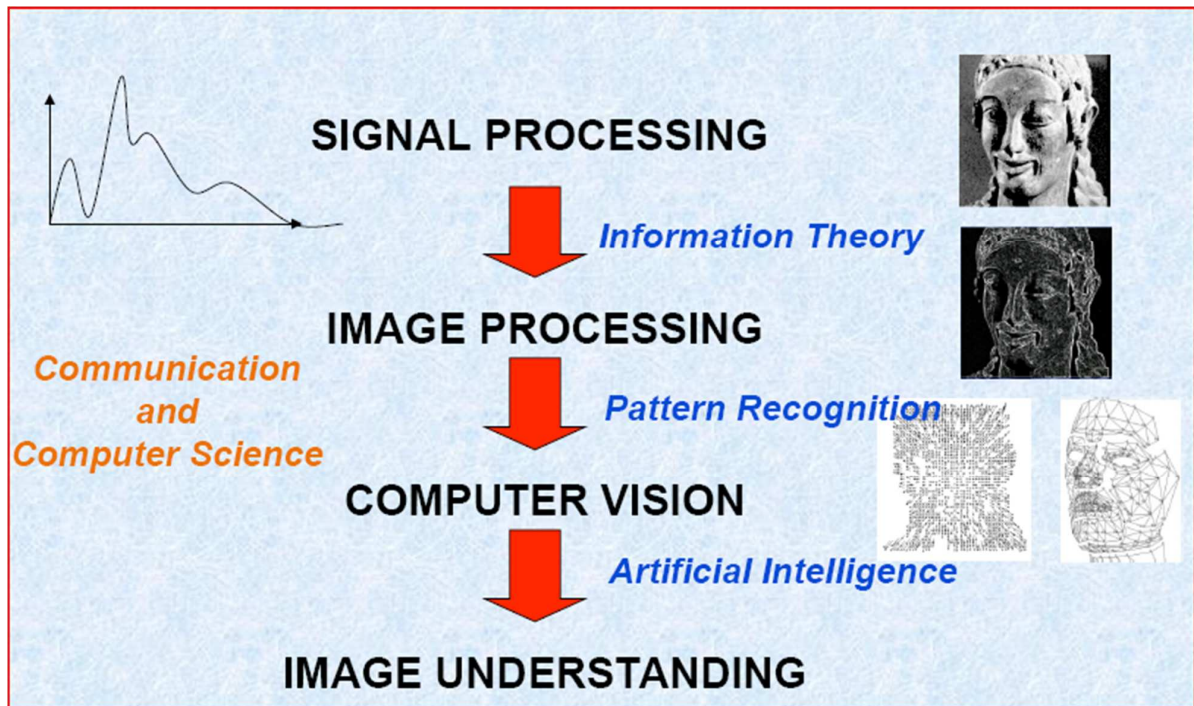 SIGNAL PROCESSING
Information Theory
IMAGE PROCESSING
Communication
and
Computer Science
Pattern Recognition
COMPUTER VISION
Artificial Intelligence
IMAGE UNDERSTANDING